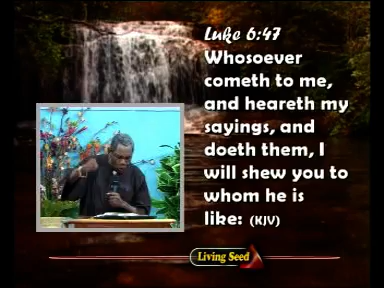 Luke 6:47
Whosoever
cometh to me,
and heareth my
sayings, and
doeth them, I
will shew you to
whom he is
like: (KJV)
Living Seed